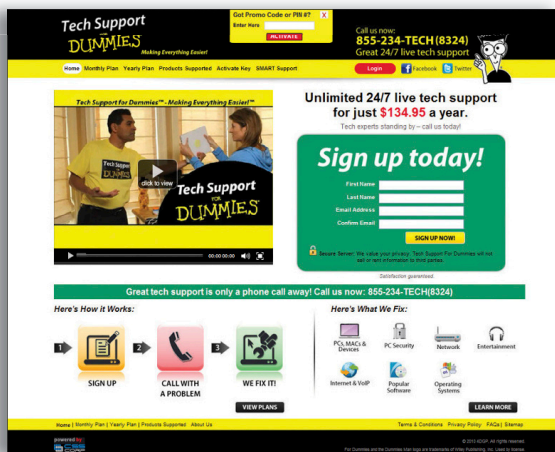 Tech Support
FOR
DUMMIES
Making Everything Easier!
Got Promo Code or PIN #? X
Enter Here
ACTIVATE
Call us now:
855-234-TECH(8324)
Great 24/7 live tech support
Home Monthly Plan Yearly Plan Products Supported Activate Key SMART Support
Login Facebook Twitter
Tech Support For Dummies™ - Making Everything Easier!™
Tech Support
DUMMIES
click to view
Tech Support
FOR
DUMMIES
00:00 00:00
Unlimited 24/7 live tech support
for just $134.95 a year.
Tech experts standing by – call us today!
Sign up today!
First Name
Last Name
Email Address
Confirm Email
SIGN UP NOW!
Secure Server: We value your privacy. Tech Support For Dummies will not
sell or rent information to third parties.
Satisfaction guaranteed.
Great tech support is only a phone call away! Call us now: 855-234-TECH(8324)
Here's How it Works:
1
SIGN UP
2
CALL WITH
A PROBLEM
3
WE FIX IT!
VIEW PLANS
Here's What We Fix:
PCs, MACs &
Devices
PC Security
Network
Entertainment
Internet & VoIP
Popular
Software
Operating
Systems
LEARN MORE
Home | Monthly Plan | Yearly Plan | Products Supported About Us
Terms & Conditions Privacy Policy FAQs | Sitemap
powered by:
CSS
CORP
All rights reserved.
For Dummies and the Dummies Man logo are trademarks of Wiley Publishing, Inc. Used by license